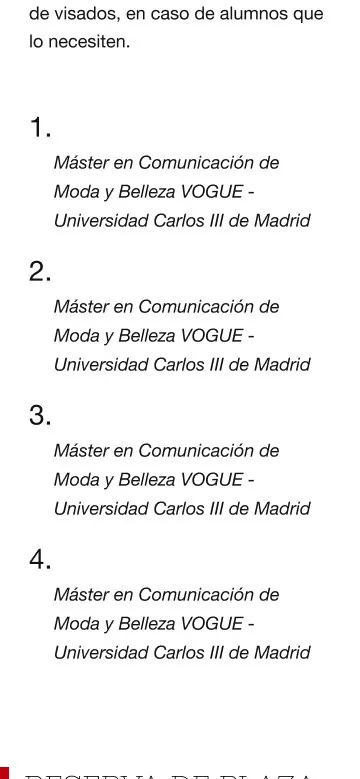 de visados, en caso de alumnos que
lo necesiten.
1.
Máster en Comunicación de
Moda y Belleza VOGUE -
Universidad Carlos III de Madrid
2.
Máster en Comunicación de
Moda y Belleza VOGUE -
Universidad Carlos III de Madrid
3.
Máster en Comunicación de
Moda y Belleza VOGUE -
Universidad Carlos III de Madrid
4.
Máster en Comunicación de
Moda y Belleza VOGUE -
Universidad Carlos III de Madrid
RESERVA DE PLAZA